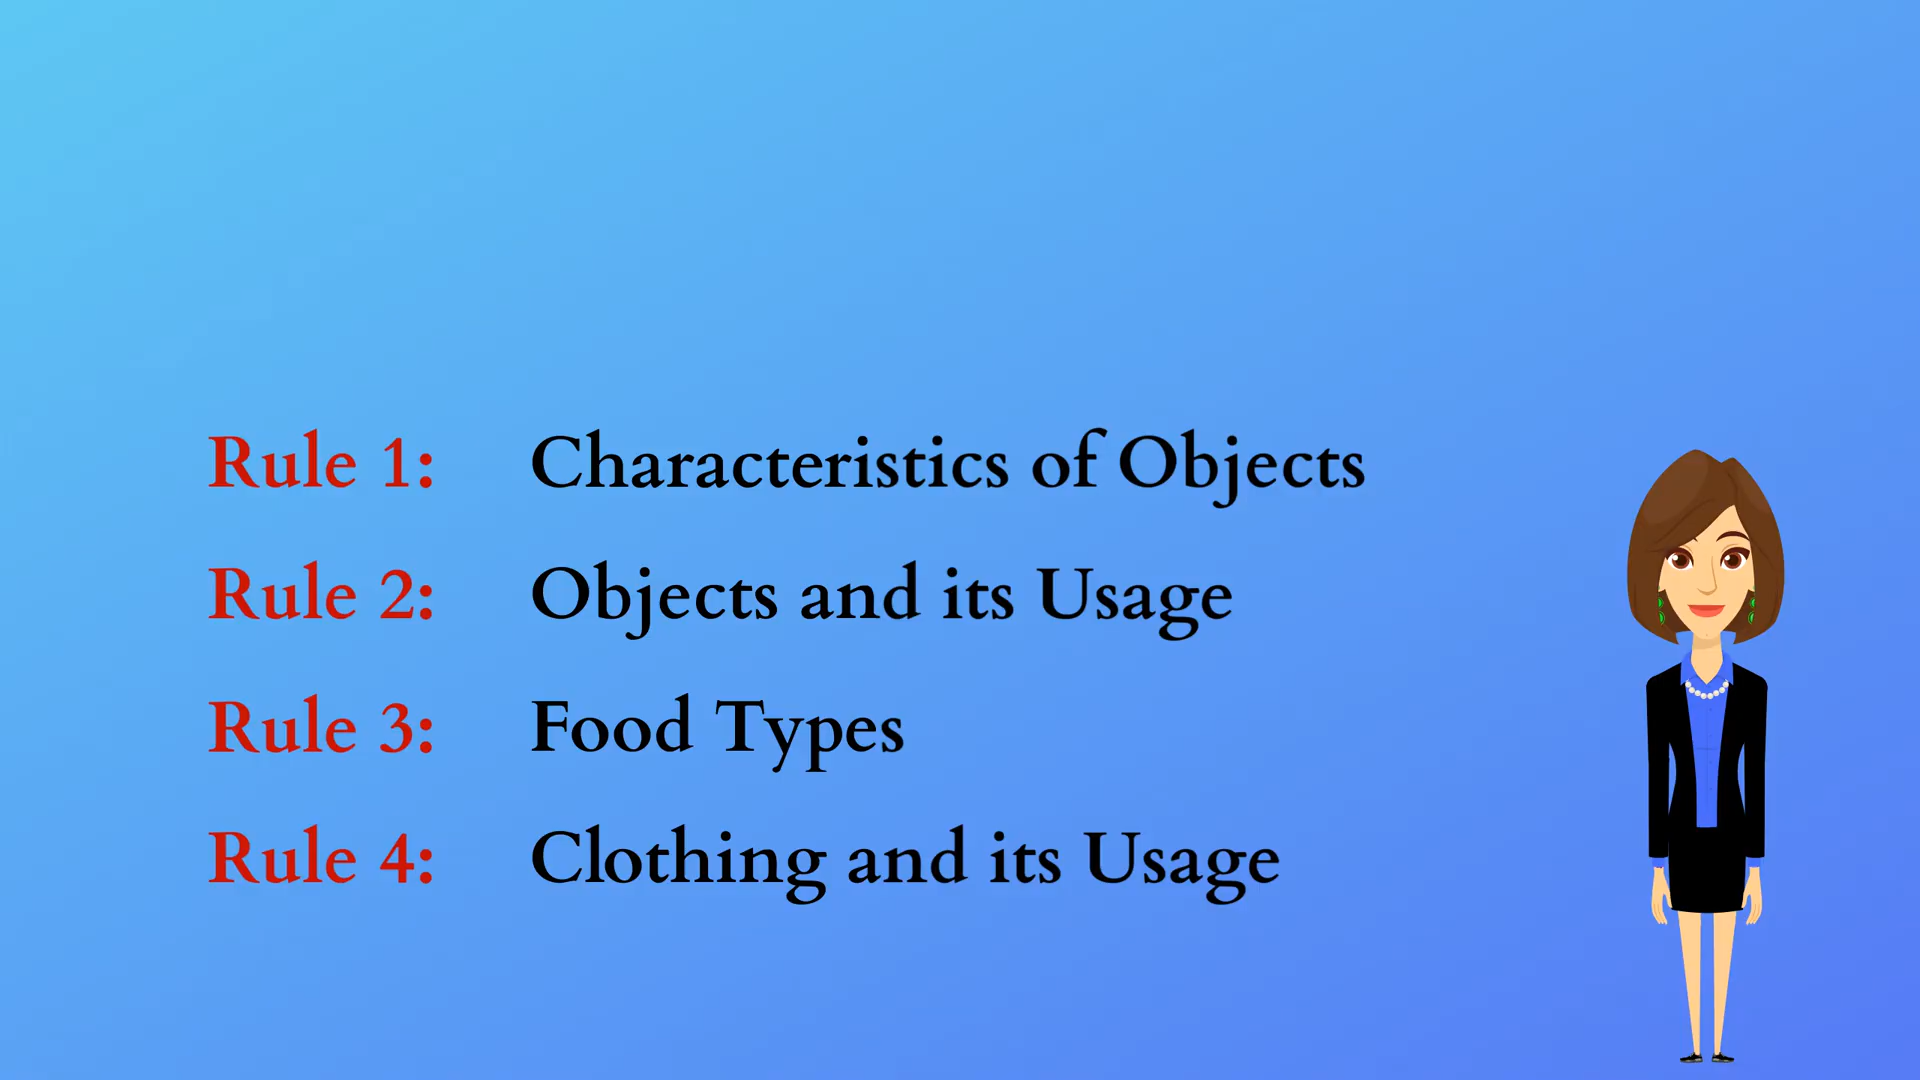 Rule 1: Characteristics of Objects
Rule 2: Objects and its Usage
Rule 3: Food Types
Rule 4: Clothing and its Usage